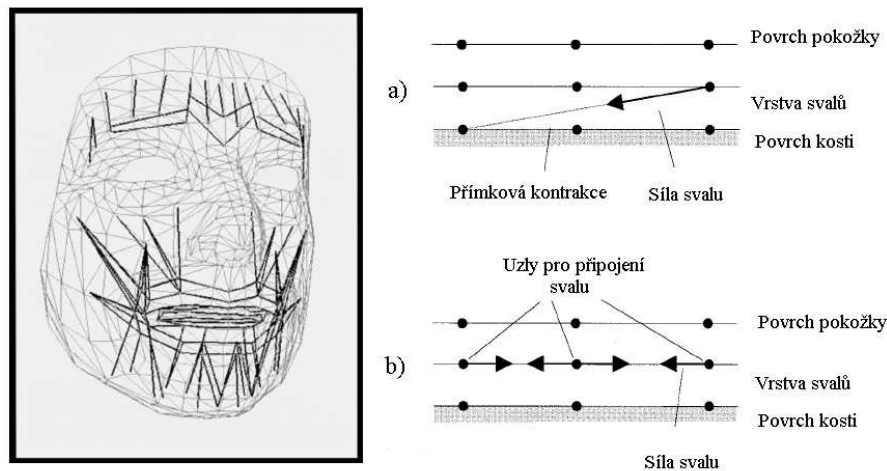 Povrch pokožky
a)
Vrstva svalů
Povrch kosti
Přímková kontrakce
Síla svalu
Uzly pro připojení
svalu
Povrch pokožky
b)
Vrstva svalů
Povrch kosti
Síla svalu